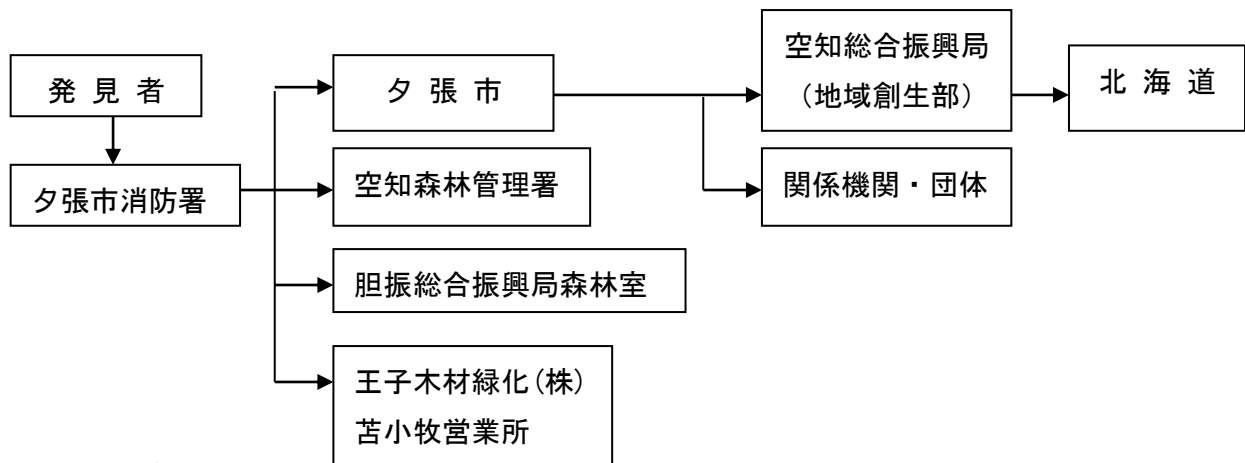 発見者
夕張市消防署
夕張市
空知森林管理署
胆振総合振興局森林室
王子木材緑化(株)
苫小牧営業所
空知総合振興局
(地域創生部)
関係機関・団体
北海道